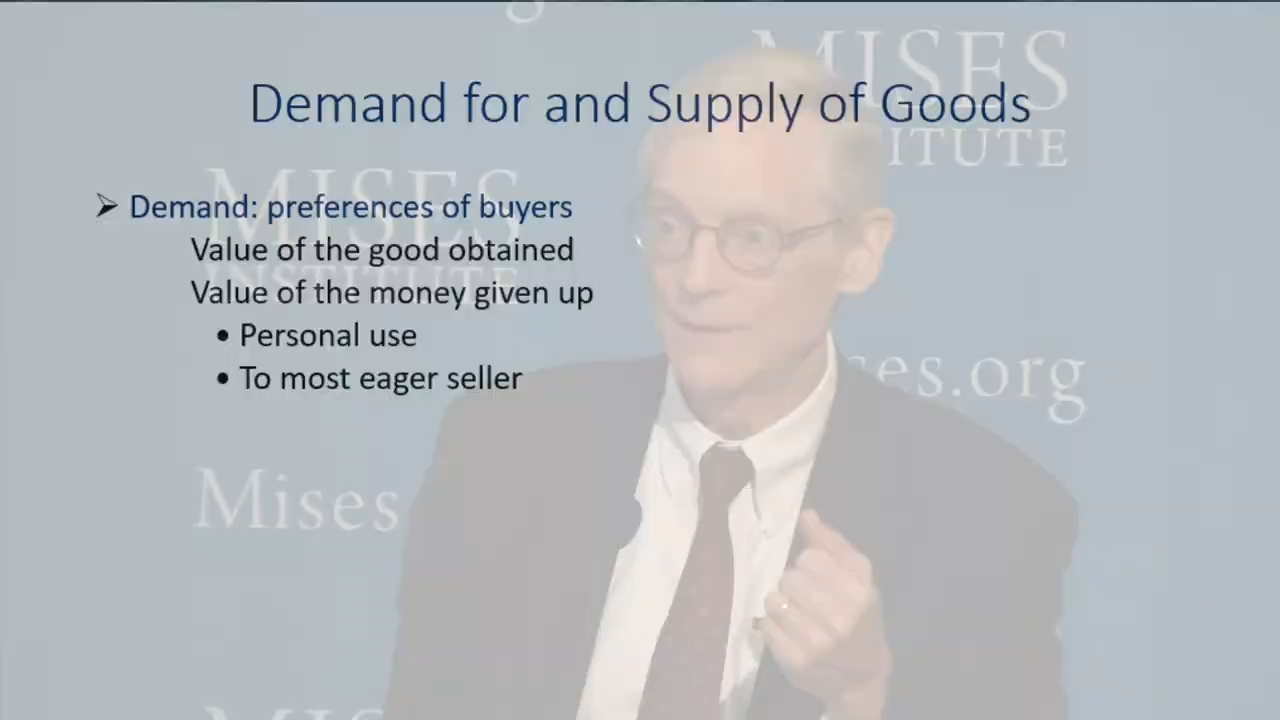 MISES
Demand for and Supply of Goods
INSTITUTE
MISES
➢ Demand: preferences of buyers
Value of the good obtained
INSTITUTE
Value of the money given up
• Personal use
• To most eager seller
Mises